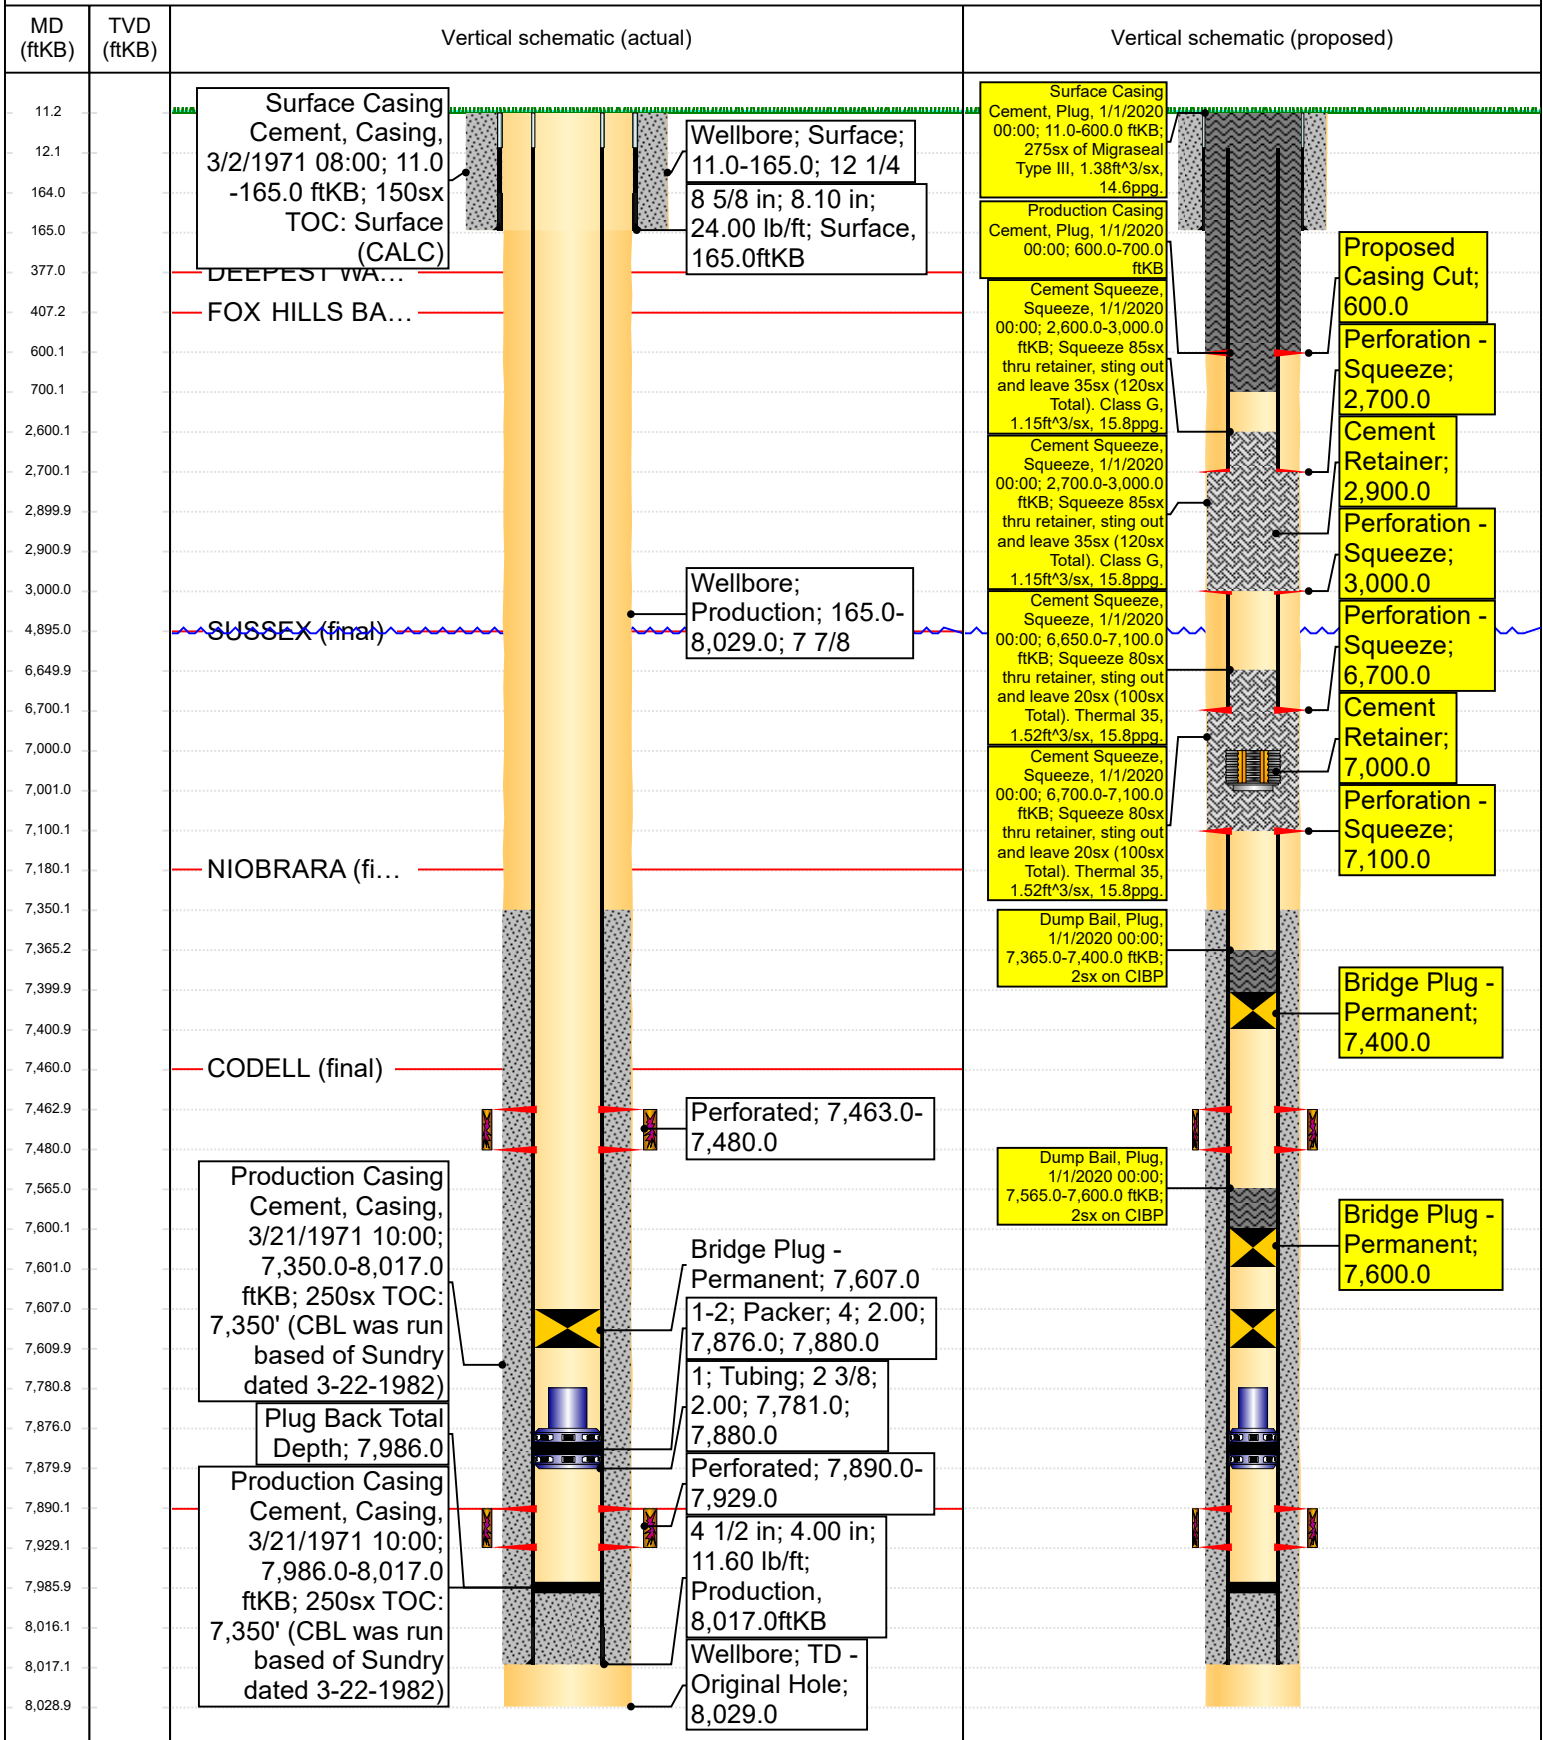 MD
(ftKB)
TVD
(ftKB)
Vertical schematic (actual)
Vertical schematic (proposed)
11.2
12.1
164.0
165.0
377.0
407.2
600.1
700.1
2,600.1
2,700.1
2,899.9
2,900.9
3,000.0
4,895.0
6,649.9
6,700.1
7,000.0
7,001.0
7,100.1
7,180.1
7,350.1
7,365.2
7,399.9
7,400.9
7,460.0
7,462.9
7,480.0
7,565.0
7,600.1
7,601.0
7,607.0
7,609.9
7,780.8
7,876.0
7,879.9
7,890.1
7,929.1
7,985.9
8,016.1
8,017.1
8,028.9
Surface Casing
Cement, Casing,
3/2/1971 08:00; 11.0
-165.0 ftKB; 150sx
TOC: Surface
(CALC)
DEEPEST WA...
FOX HILLS BA...
SUSSEX (final)
NIOBRARA (fi...
CODELL (final)
Production Casing
Cement, Casing,
3/21/1971 10:00;
7,350.0-8,017.0
ftKB; 250sx TOC:
7,350' (CBL was run
based of Sundry
dated 3-22-1982)
Plug Back Total
Depth; 7,986.0
Production Casing
Cement, Casing,
3/21/1971 10:00;
7,986.0-8,017.0
ftKB; 250sx TOC:
7,350' (CBL was run
based of Sundry
dated 3-22-1982)
Wellbore; Surface;
11.0-165.0; 12 1/4
8 5/8 in; 8.10 in;
24.00 lb/ft; Surface,
165.0ftKB
Wellbore;
Production; 165.0-
8,029.0; 7 7/8
Perforated; 7,463.0-
7,480.0
Bridge Plug -
Permanent; 7,607.0
1-2; Packer; 4; 2.00;
7,876.0; 7,880.0
1; Tubing; 2 3/8;
2.00; 7,781.0;
7,880.0
Perforated; 7,890.0-
7,929.0
4 1/2 in; 4.00 in;
11.60 lb/ft;
Production,
8,017.0ftKB
Wellbore; TD -
Original Hole;
8,029.0
Surface Casing
Cement, Plug, 1/1/2020
00:00; 11.0-600.0 ftKB;
275sx of Migraseal
Type III, 1.38ft^3/sx,
14.6ppg.
Production Casing
Cement, Plug, 1/1/2020
00:00; 600.0-700.0
ftKB
Cement Squeeze,
Squeeze, 1/1/2020
00:00; 2,600.0-3,000.0
ftKB; Squeeze 85sx
thru retainer, sting out
and leave 35sx (120sx
Total). Class G,
1.15ft^3/sx, 15.8ppg.
Cement Squeeze,
Squeeze, 1/1/2020
00:00; 2,700.0-3,000.0
ftKB; Squeeze 85sx
thru retainer, sting out
and leave 35sx (120sx
Total). Class G,
1.15ft^3/sx, 15.8ppg.
Cement Squeeze,
Squeeze, 1/1/2020
00:00; 6,650.0-7,100.0
ftKB; Squeeze 80sx
thru retainer, sting out
and leave 20sx (100sx
Total). Thermal 35,
1.52ft^3/sx, 15.8ppg.
Cement Squeeze,
Squeeze, 1/1/2020
00:00; 6,700.0-7,100.0
ftKB; Squeeze 80sx
thru retainer, sting out
and leave 20sx (100sx
Total). Thermal 35,
1.52ft^3/sx, 15.8ppg.
Dump Bail, Plug,
1/1/2020 00:00;
7,365.0-7,400.0 ftKB;
2sx on CIBP
Dump Bail, Plug,
1/1/2020 00:00;
7,565.0-7,600.0 ftKB;
2sx on CIBP
Proposed
Casing Cut;
600.0
Perforation -
Squeeze;
2,700.0
Cement
Retainer;
2,900.0
Perforation -
Squeeze;
3,000.0
Perforation -
Squeeze;
6,700.0
Cement
Retainer;
7,000.0
Perforation -
Squeeze;
7,100.0
Bridge Plug -
Permanent;
7,400.0
Bridge Plug -
Permanent;
7,600.0